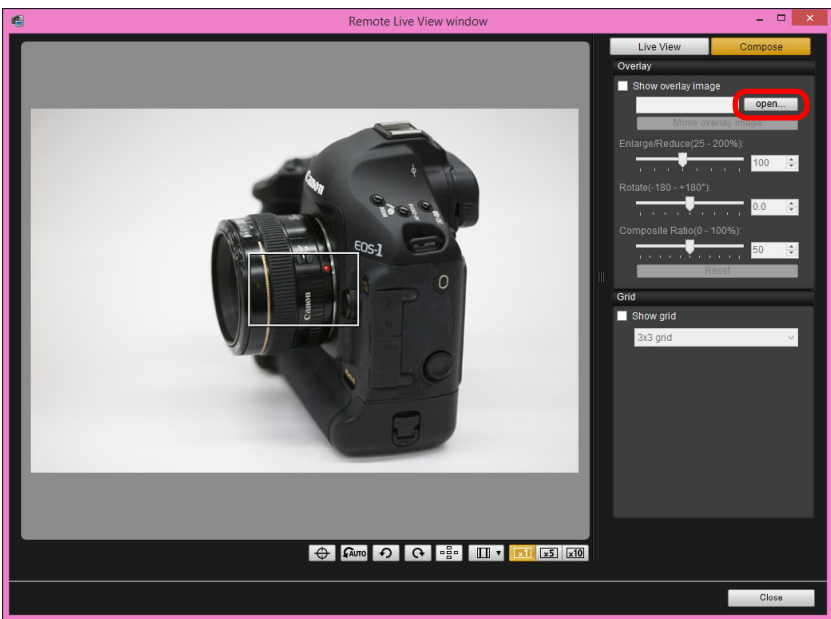 Remote Live View window
Live View
Compose
Overlay
Show overlay image
open...
Move overlay image
Enlarge/Reduce(25 - 200%):
100
Rotate(-180 - +180°):
0.0
Composite Ratio(0 - 100%):
50
Reset
Grid
Show grid
3x3 grid
Canon
EOS-1
Canon
AUTO
x1
x5
x10
Close